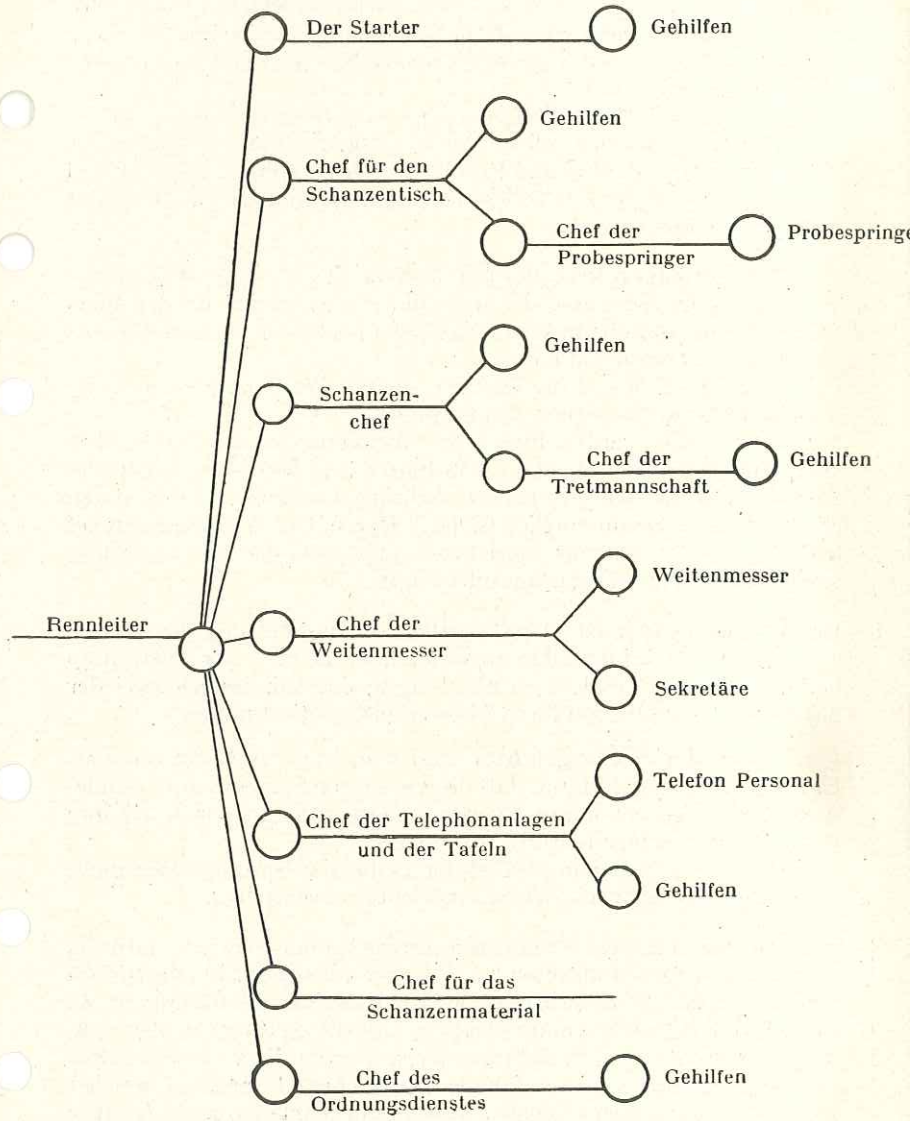 Der Starter
Gehilfen
Gehilfen
Chef für den
Schanzentisch
Chef der
Probespringer
Probespringe
Gehilfen
Schanzen-
chef
Chef der
Tretmannschaft
Gehilfen
Weitenmesser
Rennleiter
Chef der
Weitenmesser
Sekretäre
Telefon Personal
Chef der Telephonanlagen
und der Tafeln
Gehilfen
Chef für das
Schanzenmaterial
Chef des
Ordnungsdienstes
Gehilfen